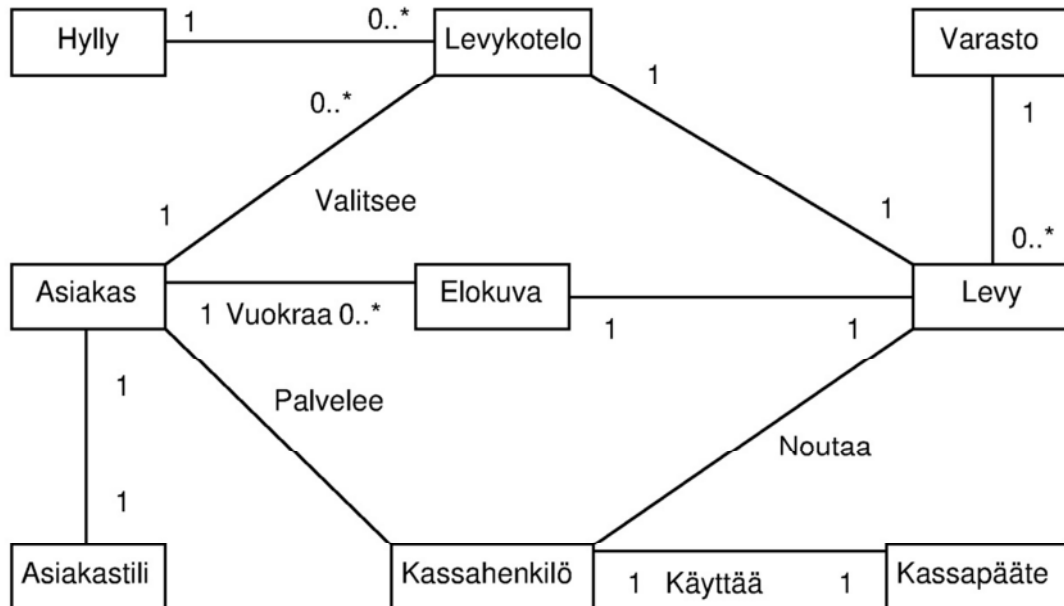 Hylly 1 0..* Levykotelo Varasto
1 1
0..*
Valitsee
1 1 0..*
Asiakas Elokuva Levy
1 Vuokraa 0..* 1 1
1 Palvelee
Noutaa
1
Asiakastili Kassahenkilö 1 Käyttää 1 Kassapääte